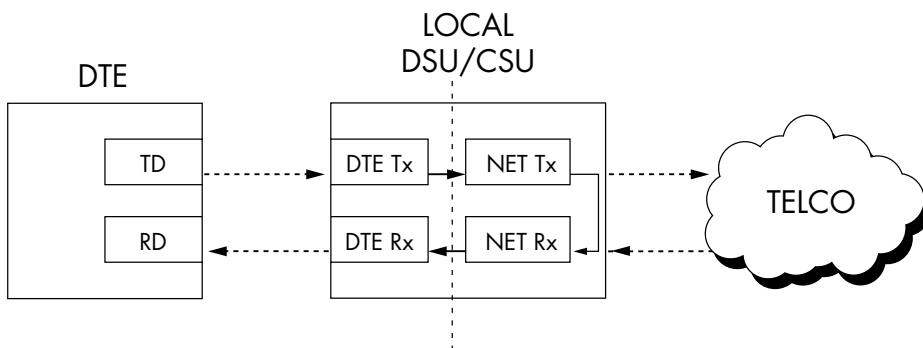 LOCAL
DSU/CSU
DTE
TD
DTE Tx
NET Tx
TELCO
RD
DTE Rx
NET Rx